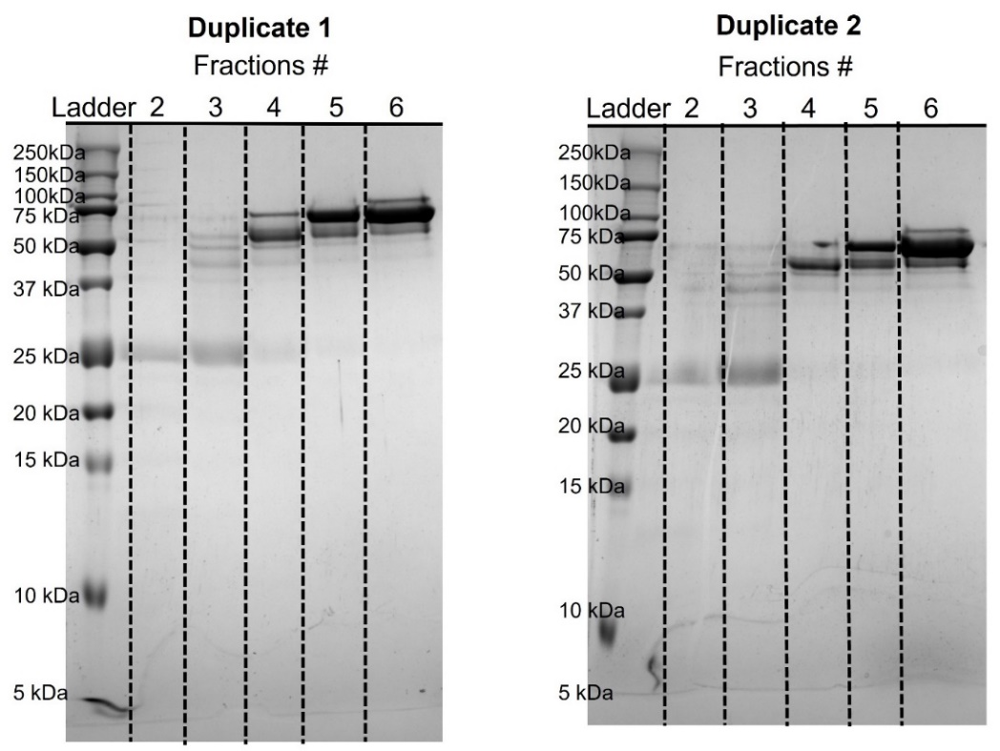 Duplicate 1
Fractions #
Ladder 2 3 4 5 6
250kDa
150kDa
100kDa
75 kDa
50 kDa
37 kDa
25 kDa
20 kDa
15 kDa
10 kDa
5 kDa
Duplicate 2
Fractions #
Ladder 2 3 4 5 6
250kDa
150kDa
100kDa
75 kDa
50 kDa
37 kDa
25 kDa
20 kDa
15 kDa
10 kDa
5 kDa